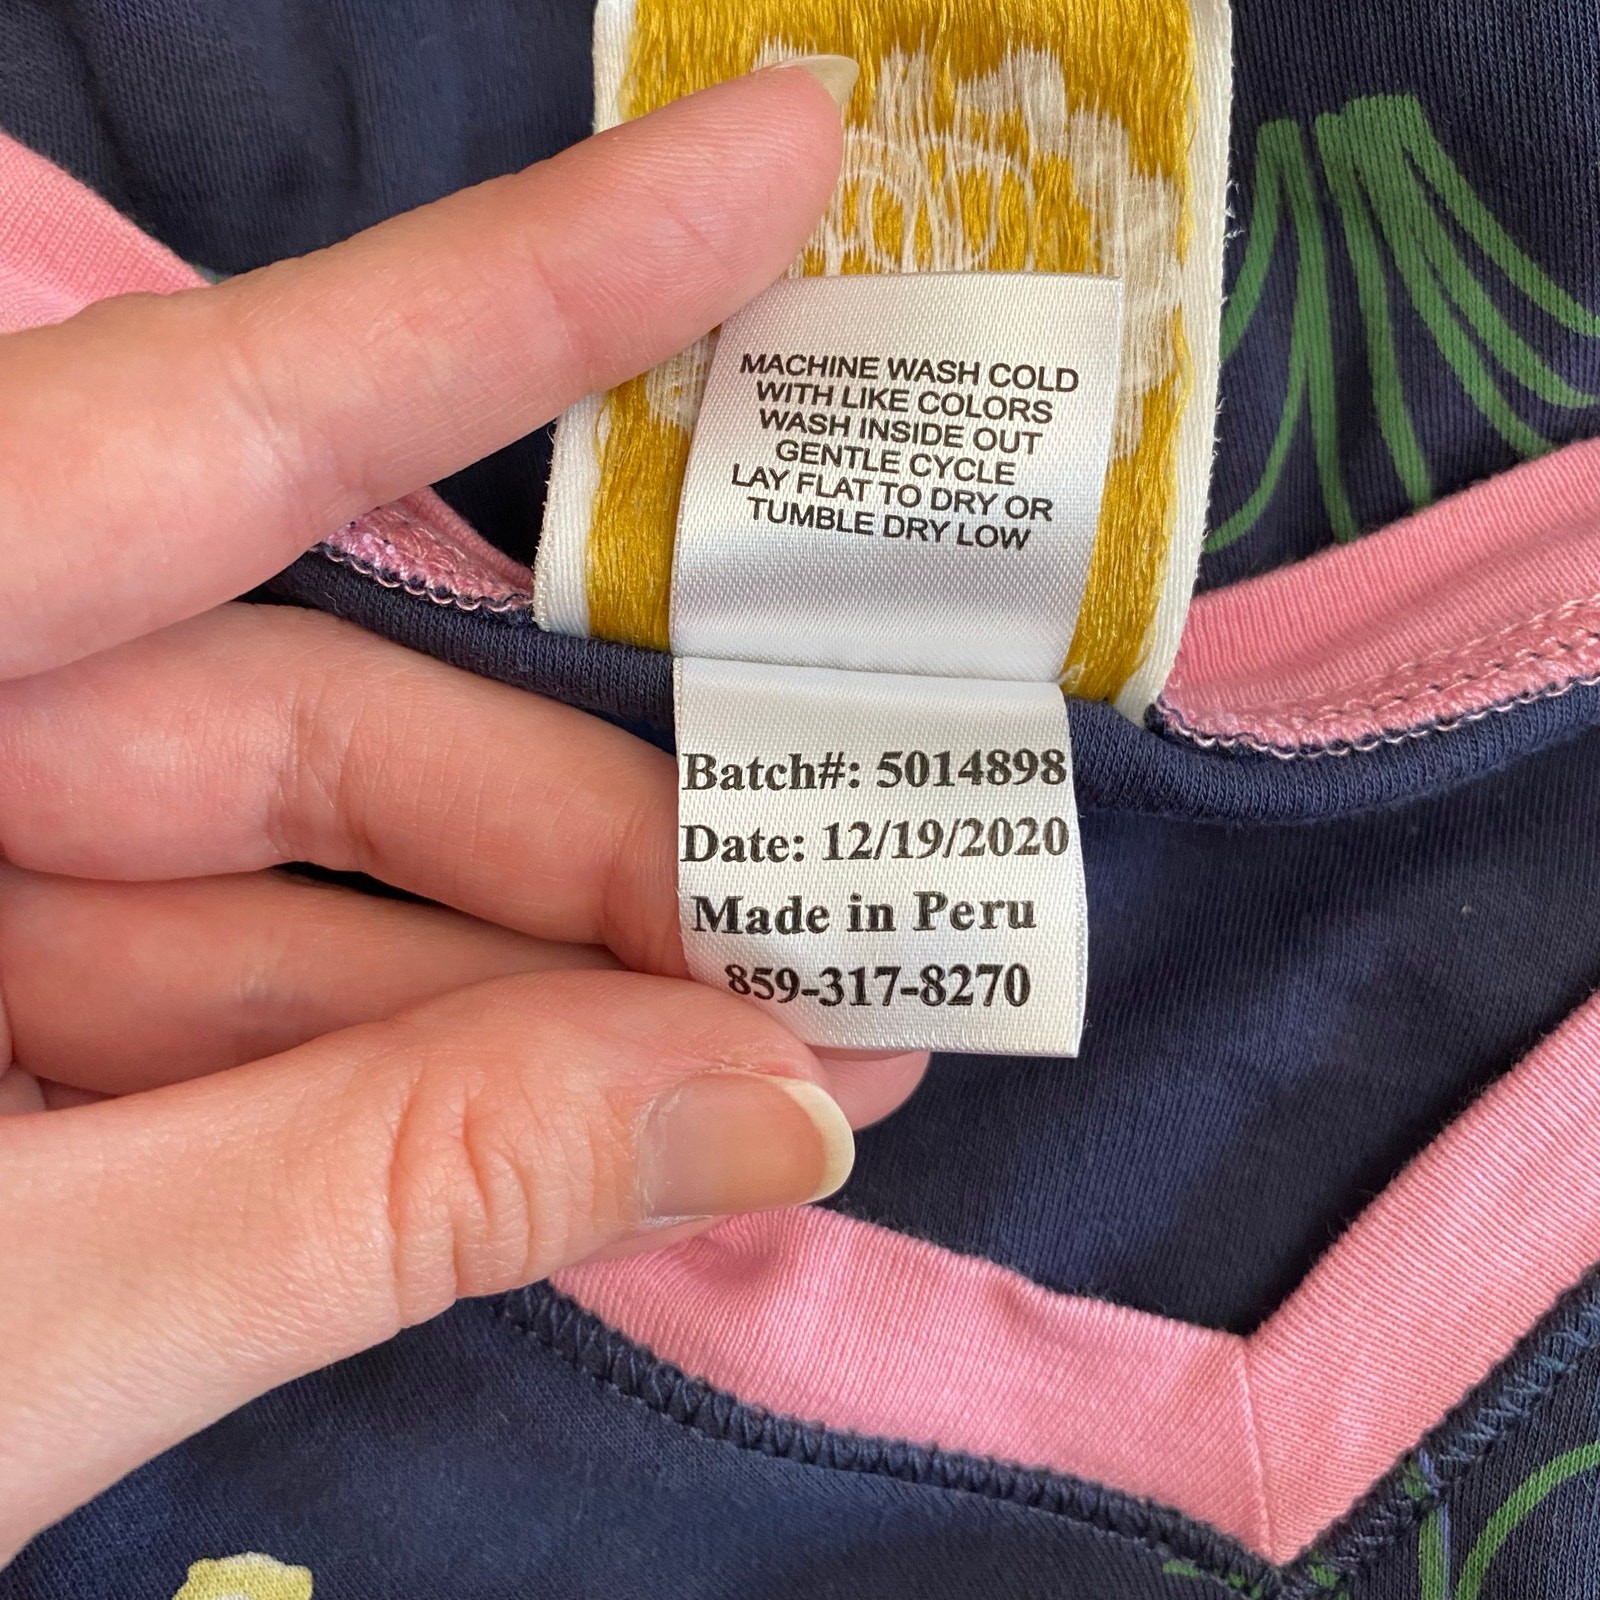 MACHINE WASH COLD
WITH LIKE COLORS
WASH INSIDE OUT
GENTLE CYCLE
LAY FLAT TO DRY OR
TUMBLE DRY LOW
Batch#: 5014898
Date: 12/19/2020
Made in Peru
859-317-8270